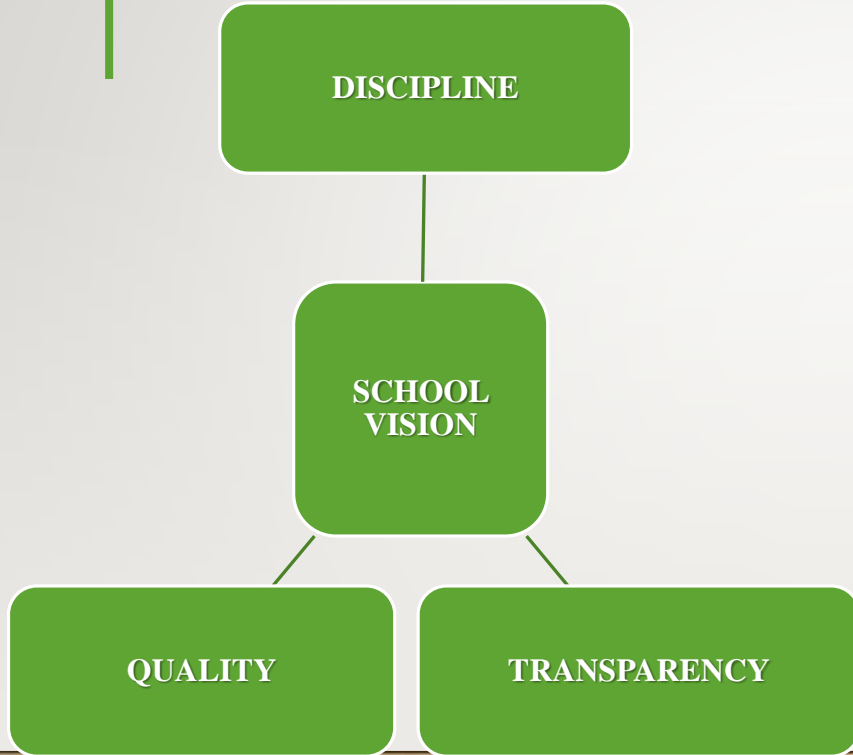 DISCIPLINE
SCHOOL
VISION
QUALITY
TRANSPARENCY